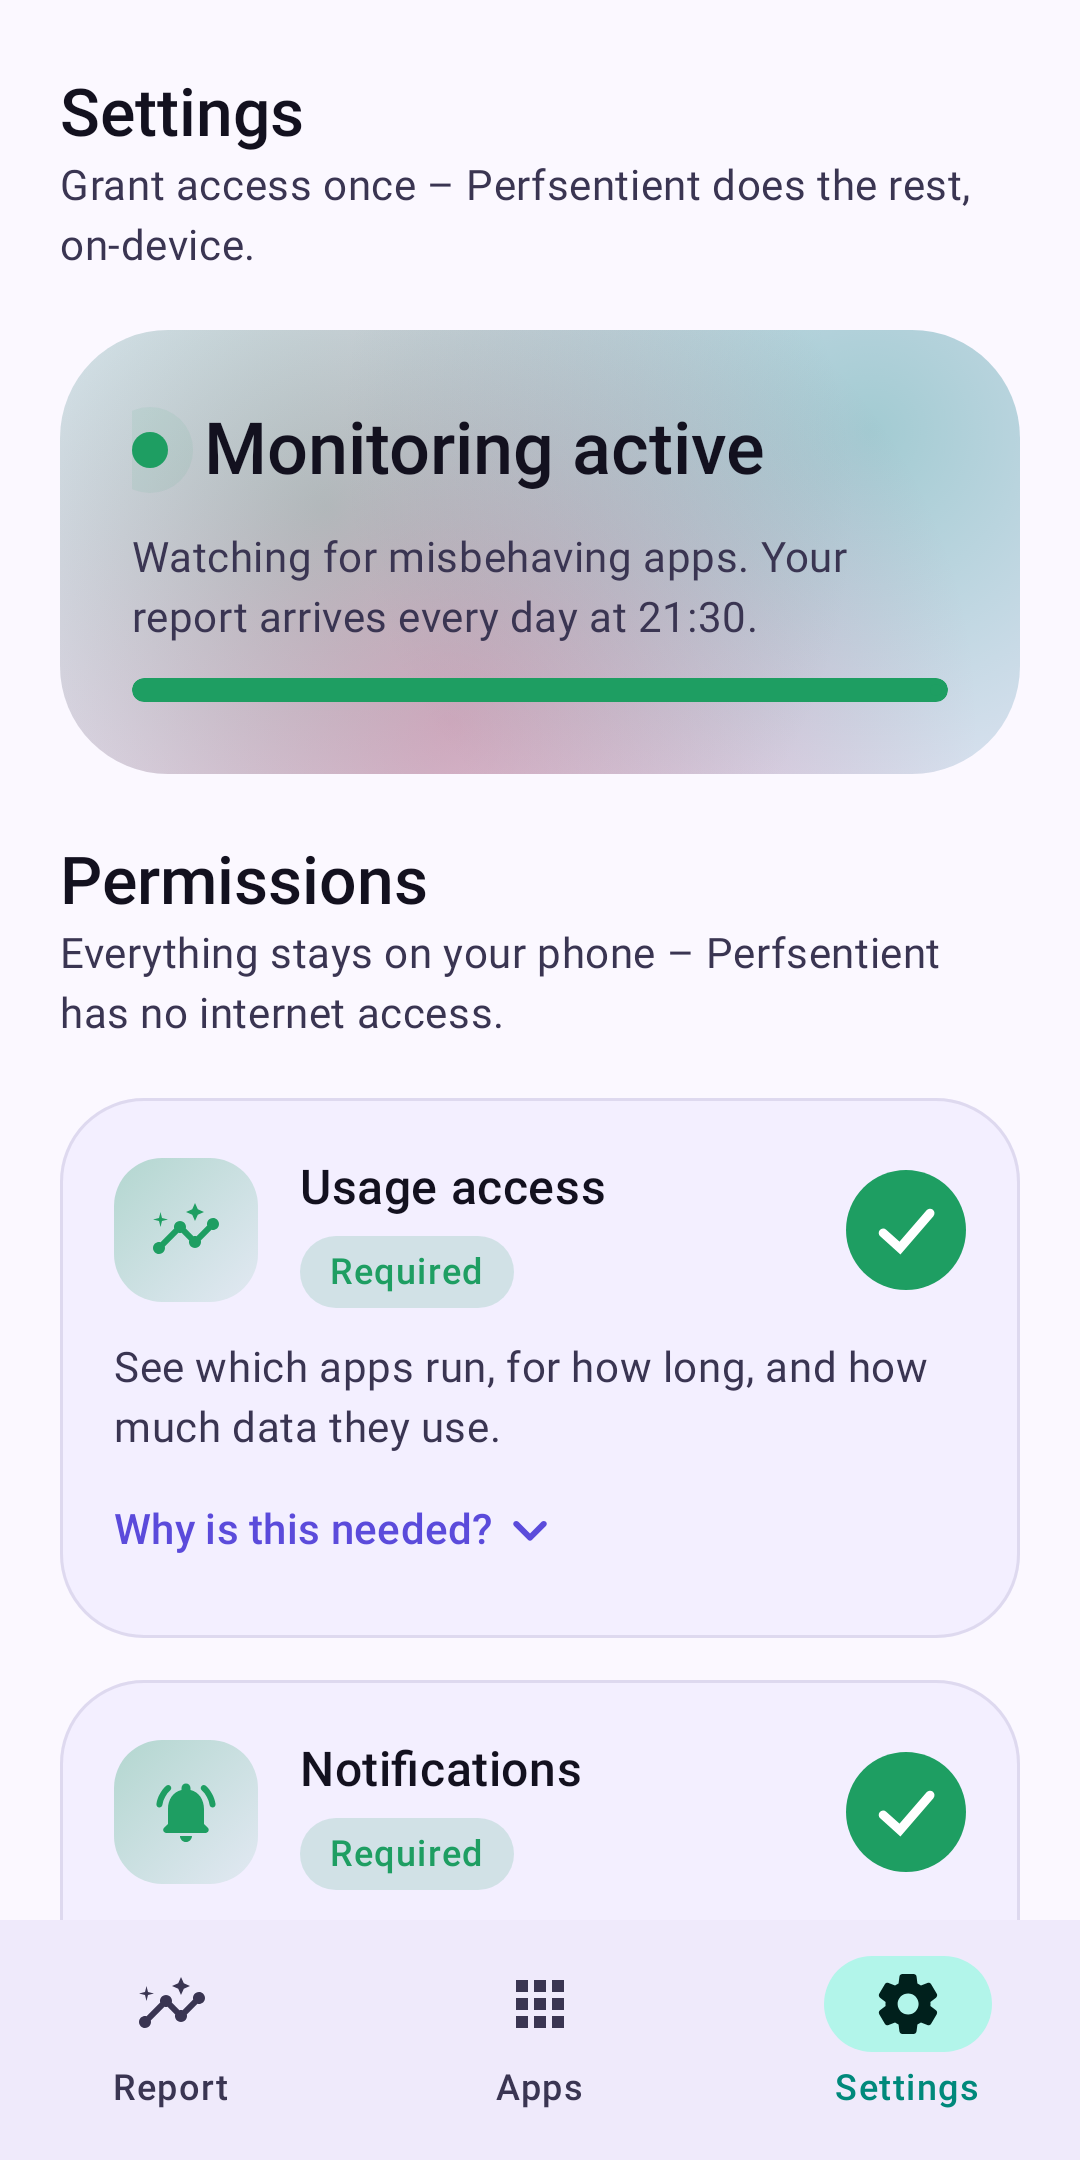 Settings
Grant access once – Perfsentient does the rest,
on-device.
Monitoring active
Watching for misbehaving apps. Your
report arrives every day at 21:30.
Permissions
Everything stays on your phone – Perfsentient
has no internet access.
Usage access
Required
See which apps run, for how long, and how
much data they use.
Why is this needed?
Notifications
Required
Report
Apps
Settings